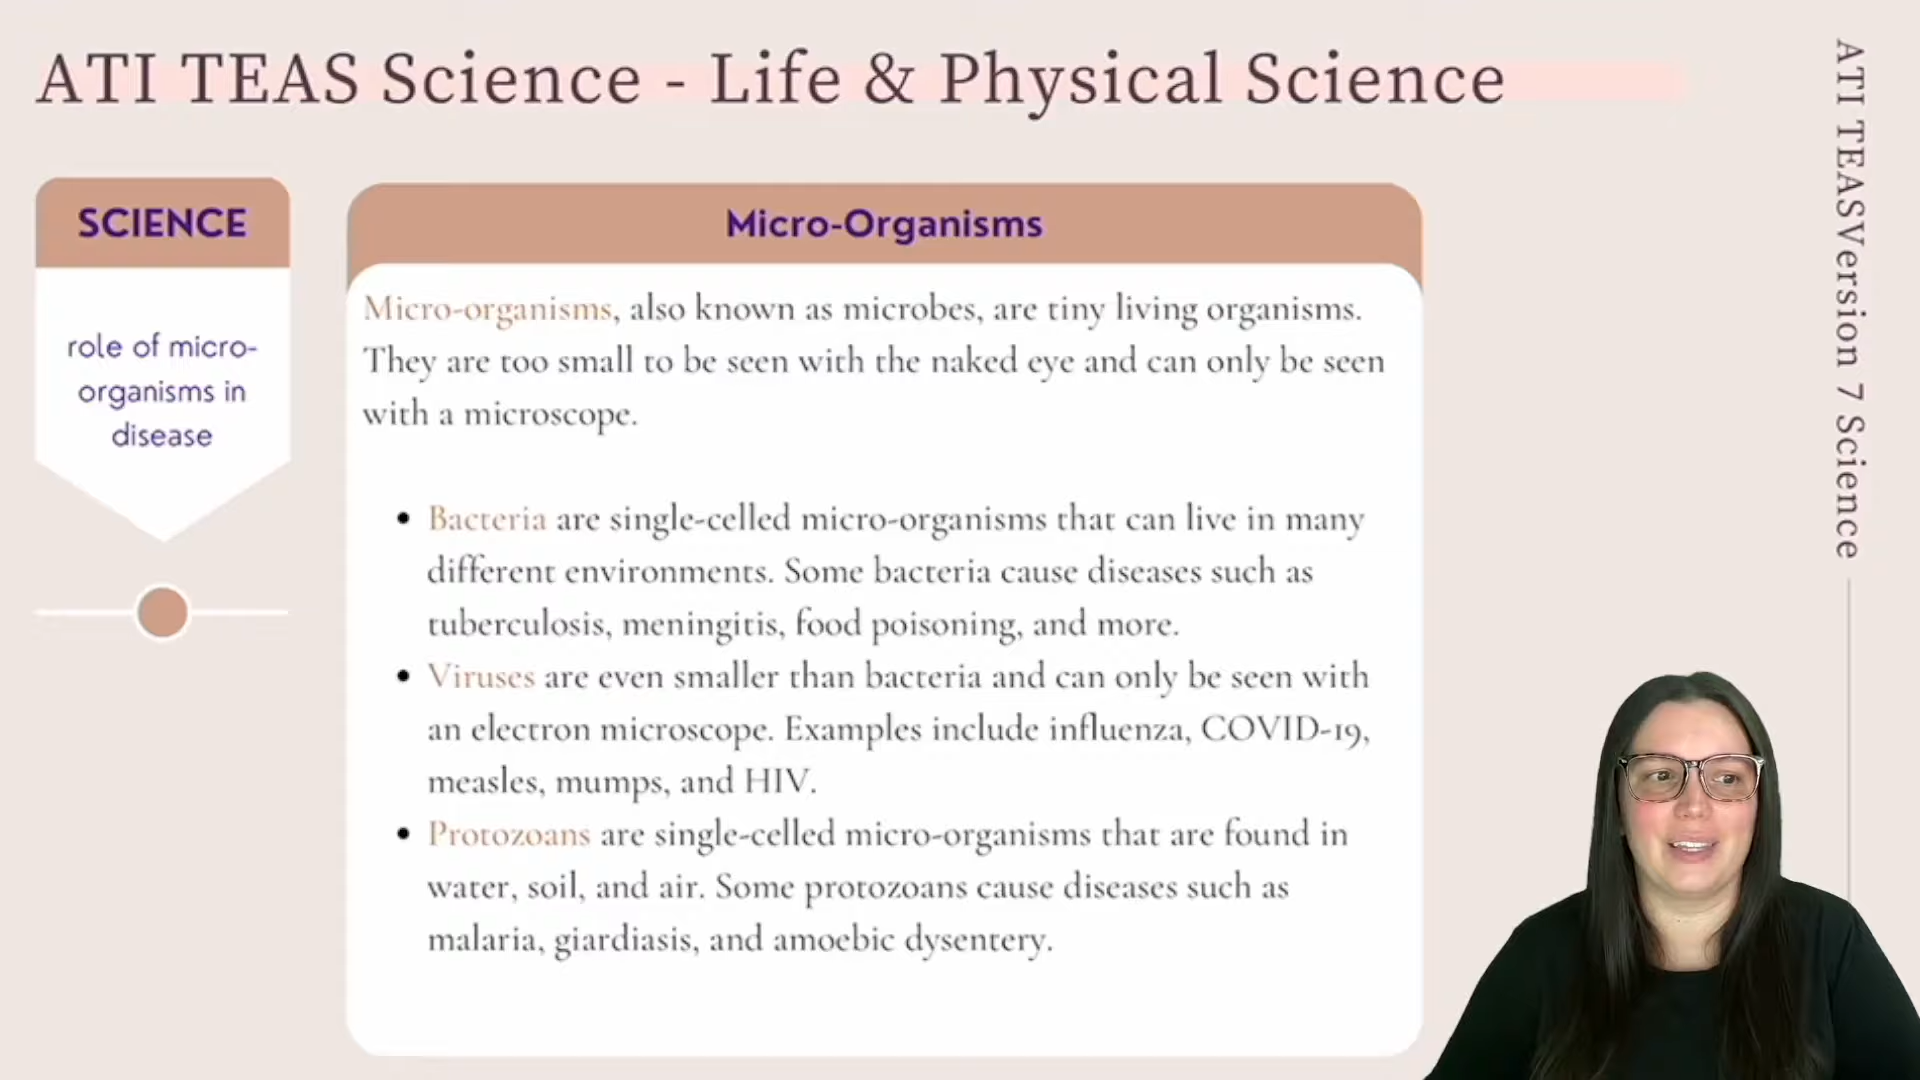 ATI TEAS Science - Life & Physical Science
SCIENCE
role of micro-
organisms in
disease
Micro-Organisms
Micro-organisms, also known as microbes, are tiny living organisms.
They are too small to be seen with the naked eye and can only be seen
with a microscope.
Bacteria are single-celled micro-organisms that can live in many
different environments. Some bacteria cause diseases such as
tuberculosis, meningitis, food poisoning, and more.
Viruses are even smaller than bacteria and can only be seen with
an electron microscope. Examples include influenza, COVID-19,
measles, mumps, and HIV.
Protozoans are single-celled micro-organisms that are found in
water, soil, and air. Some protozoans cause diseases such as
malaria, giardiasis, and amoebic dysentery.
ATI TEASVersion 7 Science